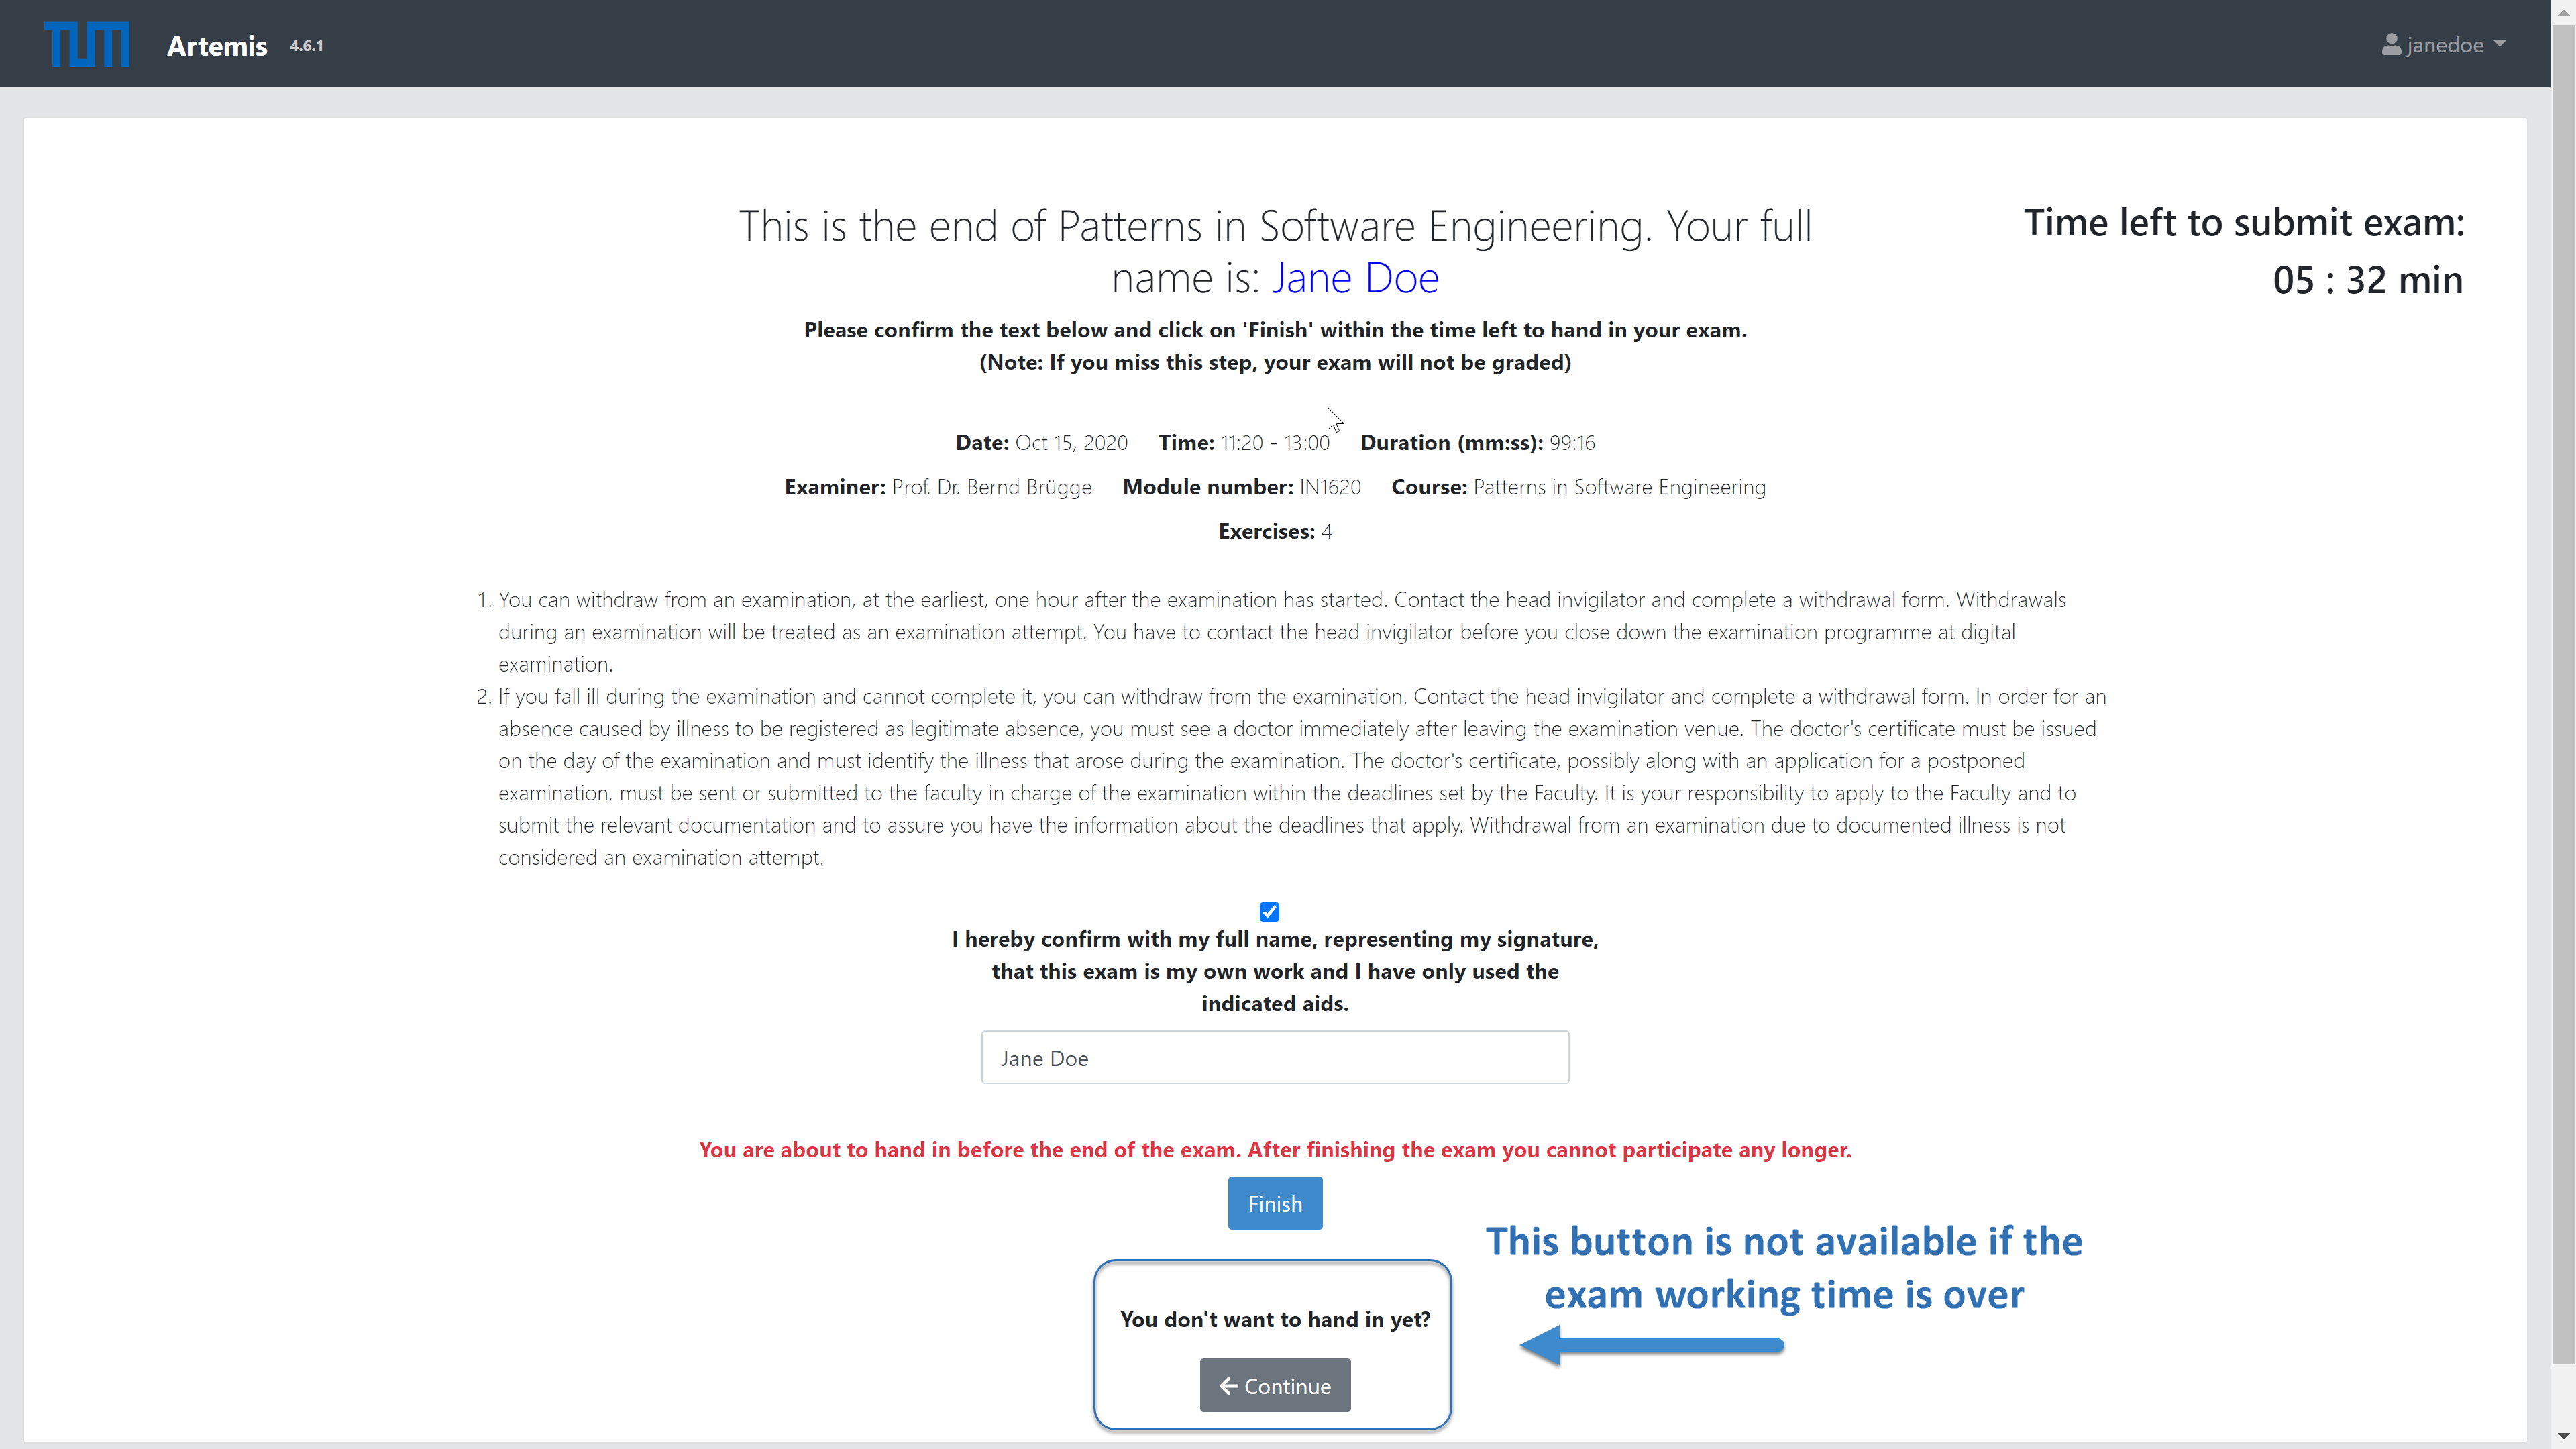 TUM Artemis 4.6.1 janedoe
This is the end of Patterns in Software Engineering. Your full
name is: Jane Doe
Time left to submit exam:
05 : 32 min
Please confirm the text below and click on 'Finish' within the time left to hand in your exam.
(Note: If you miss this step, your exam will not be graded)
Date: Oct 15, 2020 Time: 11:20 - 13:00 Duration (mm:ss): 99:16
Examiner: Prof. Dr. Bernd Brügge Module number: IN1620 Course: Patterns in Software Engineering
Exercises: 4
1. You can withdraw from an examination, at the earliest, one hour after the examination has started. Contact the head invigilator and complete a withdrawal form. Withdrawals
during an examination will be treated as an examination attempt. You have to contact the head invigilator before you close down the examination programme at digital
examination.
2. If you fall ill during the examination and cannot complete it, you can withdraw from the examination. Contact the head invigilator and complete a withdrawal form. In order for an
absence caused by illness to be registered as legitimate absence, you must see a doctor immediately after leaving the examination venue. The doctor's certificate must be issued
on the day of the examination and must identify the illness that arose during the examination. The doctor's certificate, possibly along with an application for a postponed
examination, must be sent or submitted to the faculty in charge of the examination within the deadlines set by the Faculty. It is your responsibility to apply to the Faculty and to
submit the relevant documentation and to assure you have the information about the deadlines that apply. Withdrawal from an examination due to documented illness is not
considered an examination attempt.
I hereby confirm with my full name, representing my signature,
that this exam is my own work and I have only used the
indicated aids.
Jane Doe
You are about to hand in before the end of the exam. After finishing the exam you cannot participate any longer.
Finish
This button is not available if the
exam working time is over
You don't want to hand in yet?
Continue